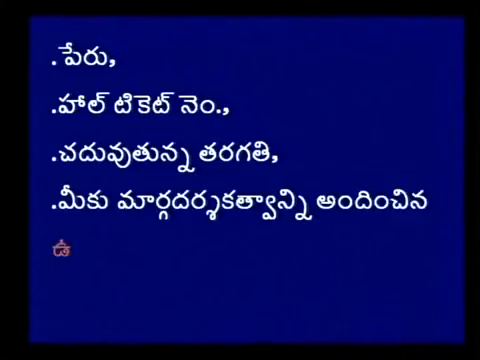 .పేరు,
.హాల్ టికెట్ నెం.,
.చదువుతున్న తరగతి,
.మీకు మార్గదర్శకత్వాన్ని అందించిన
ఉ